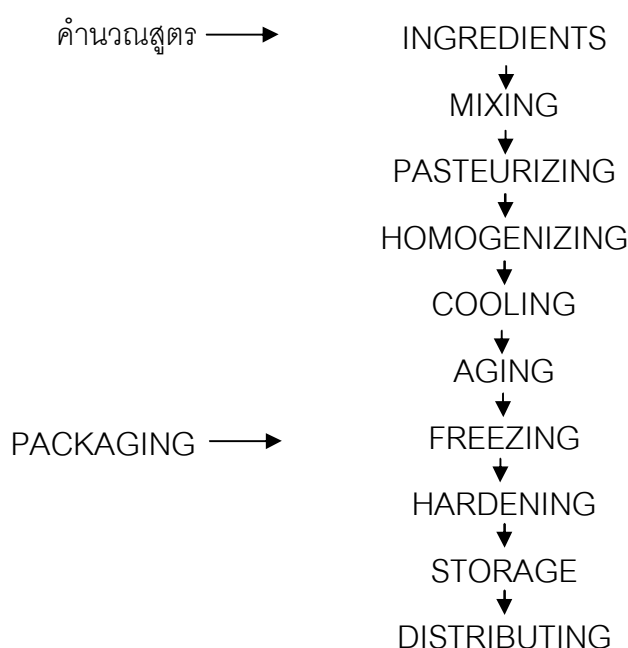 คำนวณสูตร INGREDIENTS
MIXING
PASTEURIZING
HOMOGENIZING
COOLING
AGING
PACKAGING FREEZING
HARDENING
STORAGE
DISTRIBUTING